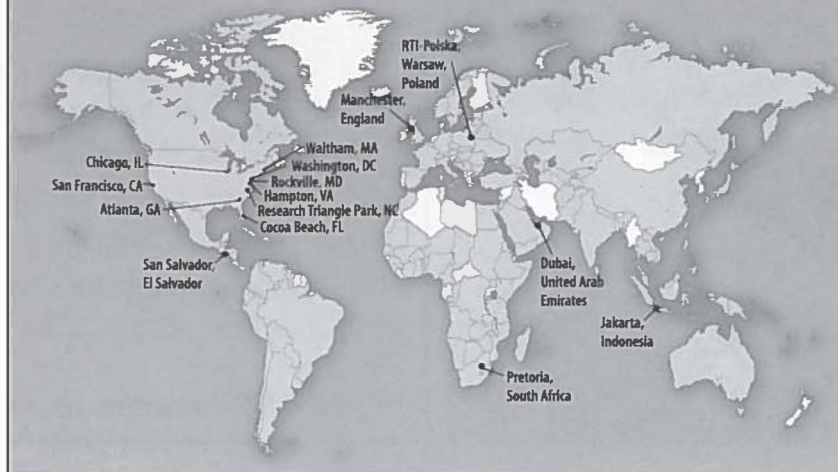 RTI-Polska,
Warsaw,
Poland
Manchester,
England
Waltham, MA
Washington, DC
Rockville, MD
Hampton, VA
Research Triangle Park, NC
Cocoa Beach, FL
Chicago, IL
San Francisco, CA
Atlanta, GA
San Salvador,
El Salvador
Dubai,
United Arab
Emirates
Jakarta,
Indonesia
Pretoria,
South Africa